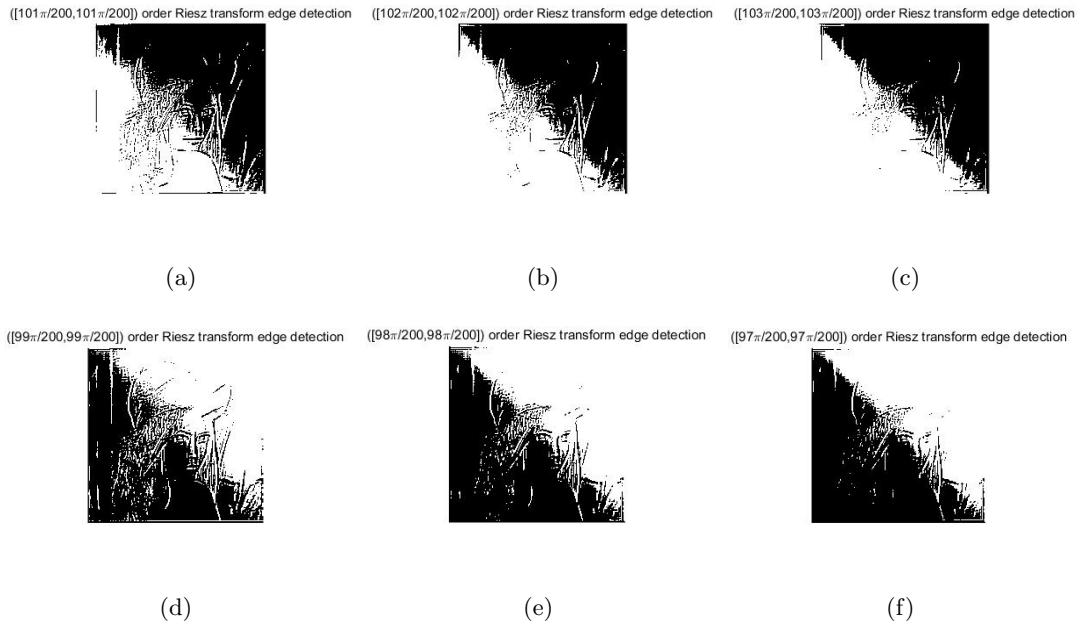 ([101π/200,101π/200]) order Riesz transform edge detection
([102π/200,102π/200]) order Riesz transform edge detection
([103π/200,103π/200]) order Riesz transform edge detection
(a)
(b)
(c)
([99π/200,99π/200]) order Riesz transform edge detection
([98π/200,98π/200]) order Riesz transform edge detection
([97π/200,97π/200]) order Riesz transform edge detection
(d)
(e)
(f)